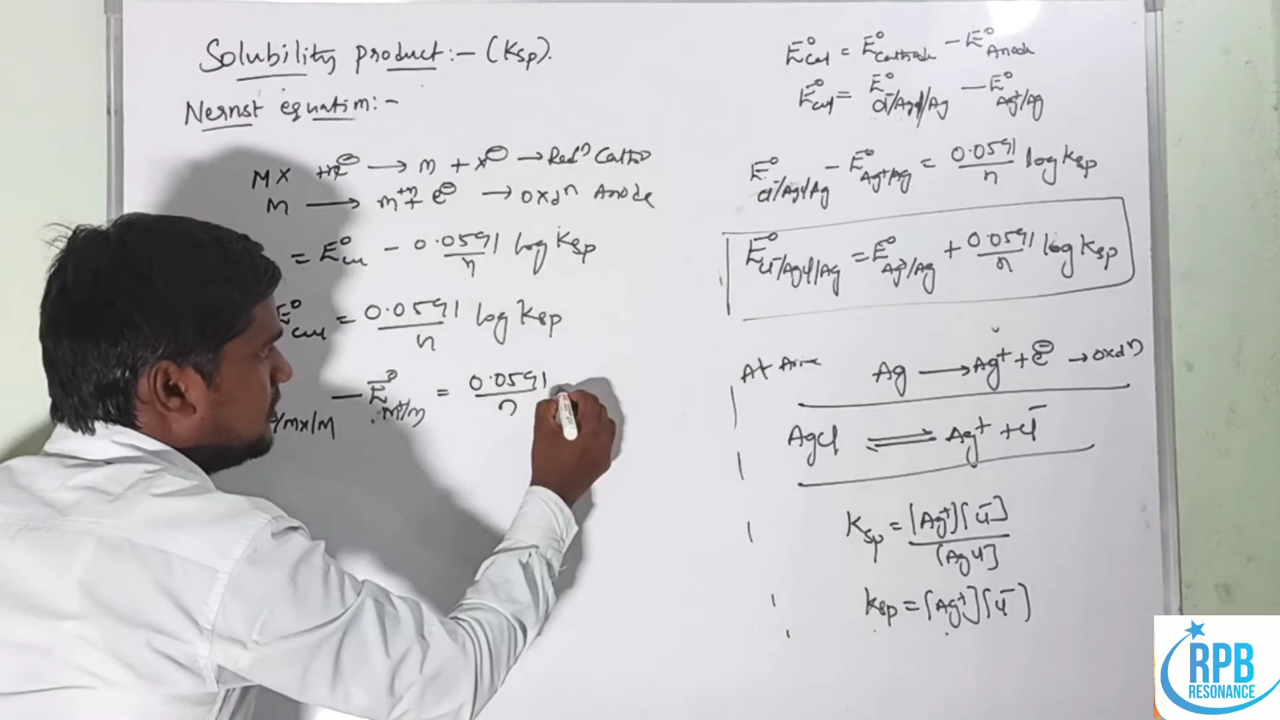 Solubility product:- (Ksp).
Nernst equation:-
MX +ne⊖ → M + X⊖ → Redⁿ
M → M⁺ⁿ + e⊖ → oxdⁿ Anode
= E°cell - 0.0591/n log Ksp
E°cell = 0.0591/n log Ksp
/MX/M - E°M⁺/M = 0.0591/n
E°cell = E°cathode - E°Anode
E°cell = E°Cl⁻/AgCl/Ag - E°Ag⁺/Ag
E°Cl⁻/AgCl/Ag - E°Ag⁺/Ag = 0.0591/n log Ksp
E°Cl⁻/AgCl/Ag = E°Ag⁺/Ag + 0.0591/n log Ksp
At
Ag → Ag⁺ + e⊖ → oxdⁿ
AgCl ⇌ Ag⁺ + Cl⁻
Ksp = [Ag⁺][Cl⁻]/[AgCl]
Ksp = [Ag⁺][Cl⁻]
RPB
RESONANCE